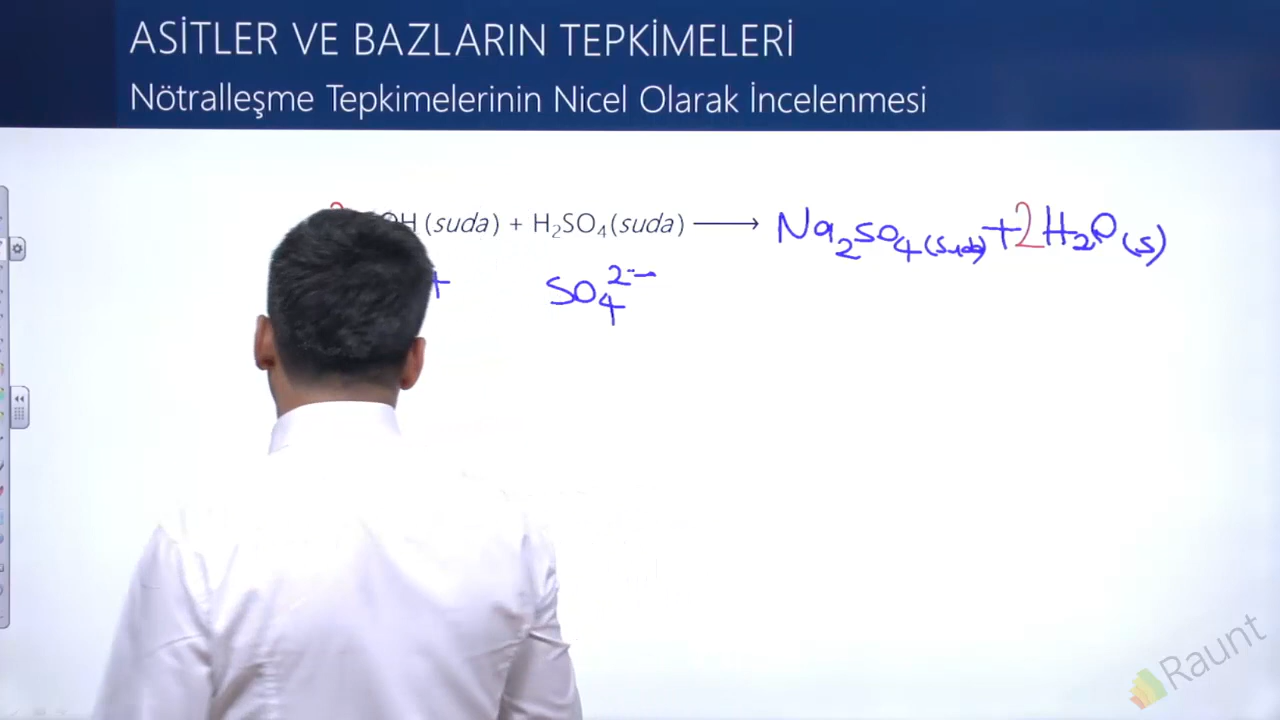 ASİTLER VE BAZLARIN TEPKİMELERİ
Nötralleşme Tepkimelerinin Nicel Olarak İncelenmesi
OH (suda) + H₂SO₄(suda) ⟶ Na₂SO₄(suda) + 2H₂O(s)
+ SO₄²⁻
Raunt